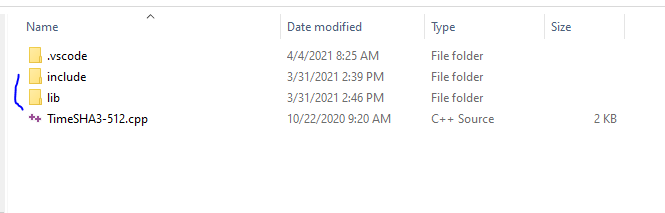 Name Date modified Type Size
.vscode 4/4/2021 8:25 AM File folder
include 3/31/2021 2:39 PM File folder
lib 3/31/2021 2:46 PM File folder
TimeSHA3-512.cpp 10/22/2020 9:20 AM C++ Source 2 KB